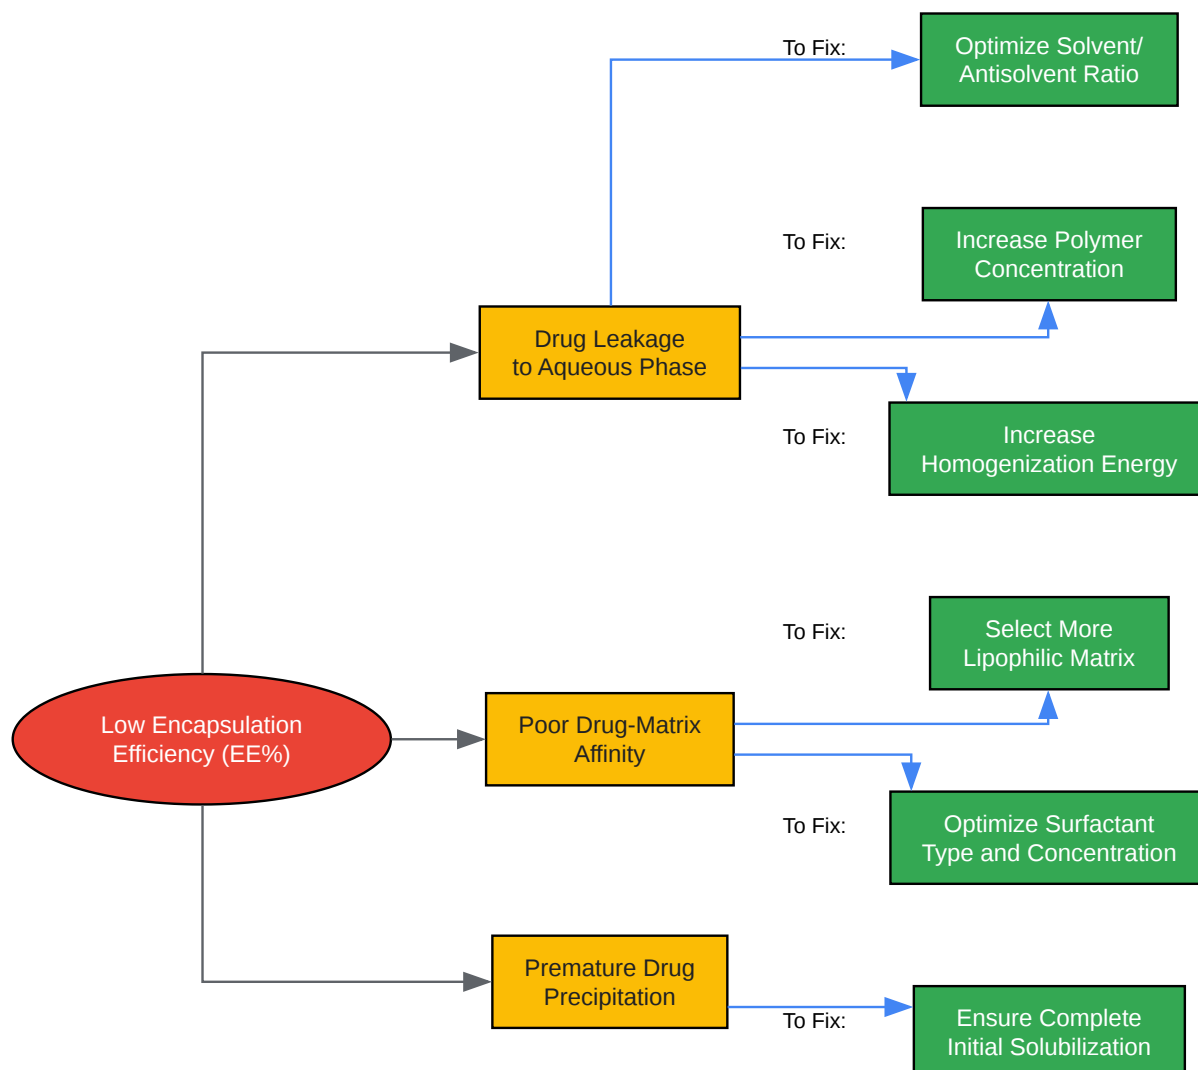 To Fix:
Optimize Solvent/
Antisolvent Ratio
To Fix:
Increase Polymer
Concentration
Drug Leakage
to Aqueous Phase
To Fix:
Increase
Homogenization Energy
To Fix:
Select More
Lipophilic Matrix
Low Encapsulation
Efficiency (EE%)
Poor Drug-Matrix
Affinity
To Fix:
Optimize Surfactant
Type and Concentration
Premature Drug
Precipitation
To Fix:
Ensure Complete
Initial Solubilization